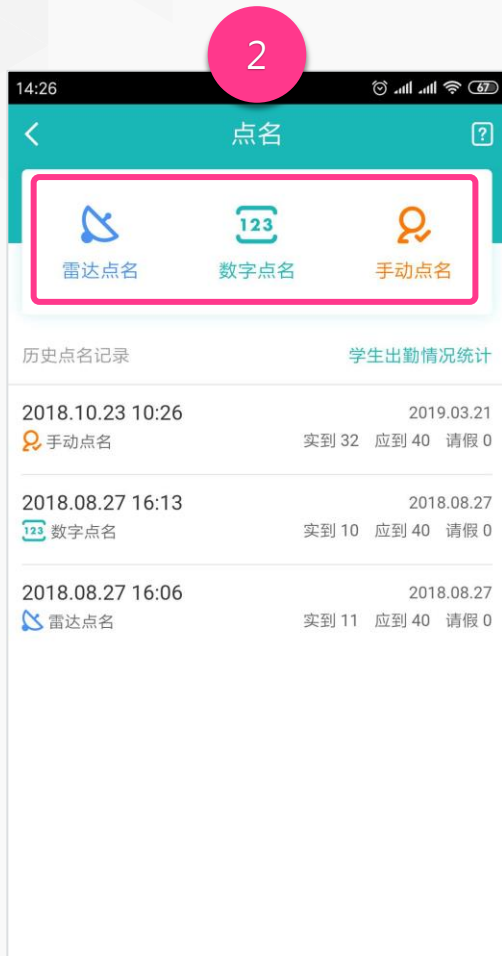 2
14:26
67
点名
?
123
雷达点名 数字点名 手动点名
历史点名记录 学生出勤情况统计
2018.10.23 10:26 2019.03.21
手动点名 实到 32 应到 40 请假 0
2018.08.27 16:13 2018.08.27
123 数字点名 实到 10 应到 40 请假 0
2018.08.27 16:06 2018.08.27
雷达点名 实到 11 应到 40 请假 0